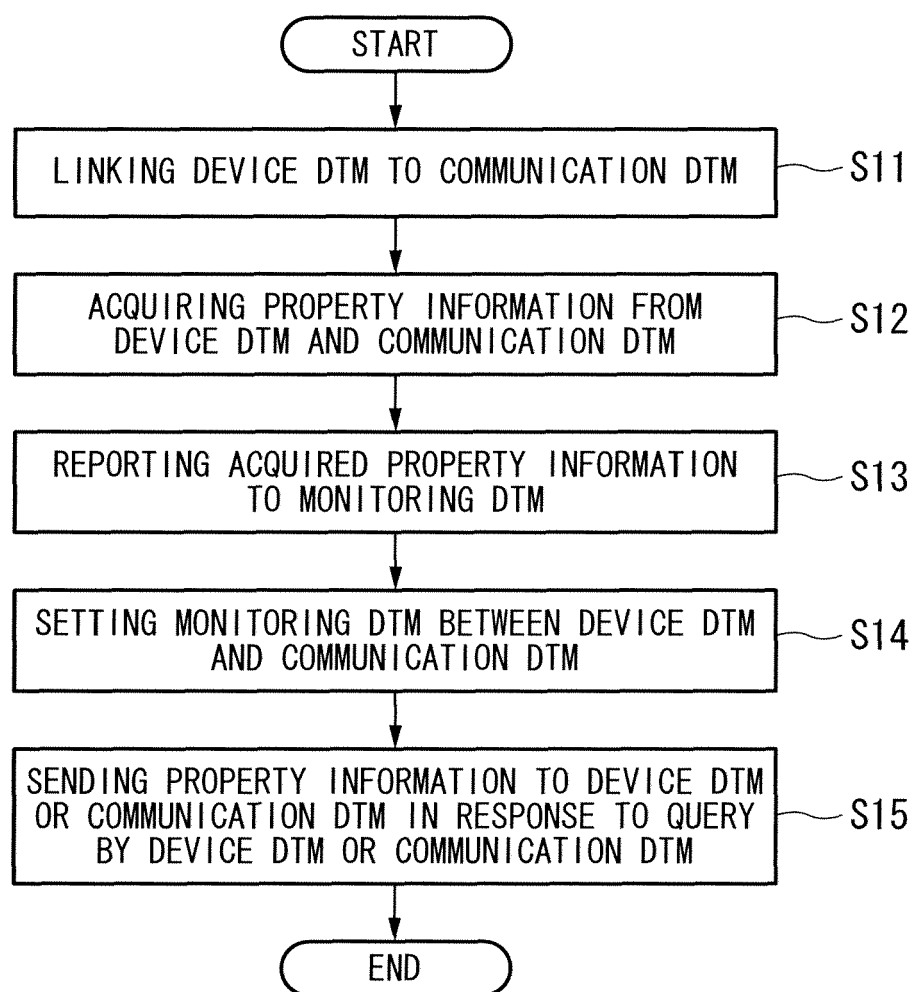 START
LINKING DEVICE DTM TO COMMUNICATION DTM
S11
ACQUIRING PROPERTY INFORMATION FROM
DEVICE DTM AND COMMUNICATION DTM
S12
REPORTING ACQUIRED PROPERTY INFORMATION
TO MONITORING DTM
S13
SETTING MONITORING DTM BETWEEN DEVICE DTM
AND COMMUNICATION DTM
S14
SENDING PROPERTY INFORMATION TO DEVICE DTM
OR COMMUNICATION DTM IN RESPONSE TO QUERY
BY DEVICE DTM OR COMMUNICATION DTM
S15
END